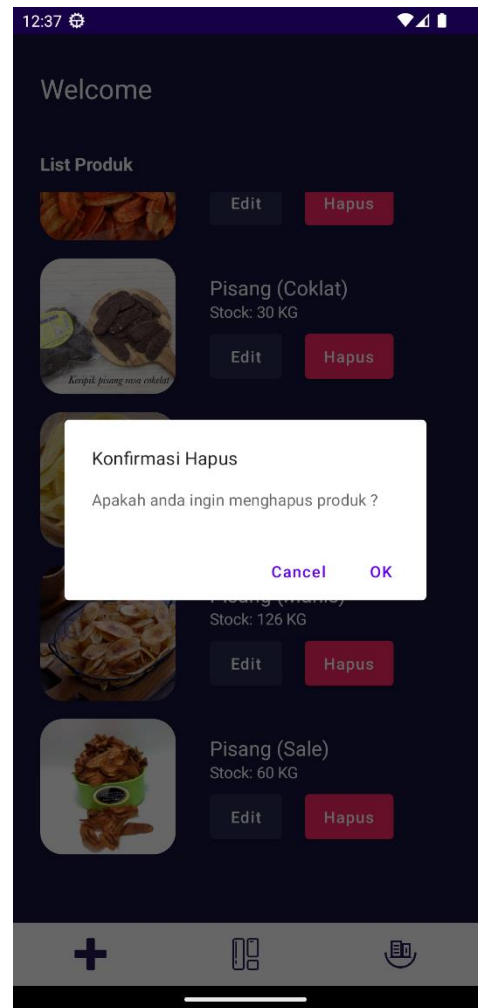 12:37
Welcome
List Produk
Edit Hapus
Pisang (Coklat)
Stock: 30 KG
Edit Hapus
Keripik pisang rasa cokelat
Konfirmasi Hapus
Apakah anda ingin menghapus produk ?
Cancel OK
Pisang (Manis)
Stock: 126 KG
Edit Hapus
Pisang (Sale)
Stock: 60 KG
Edit Hapus